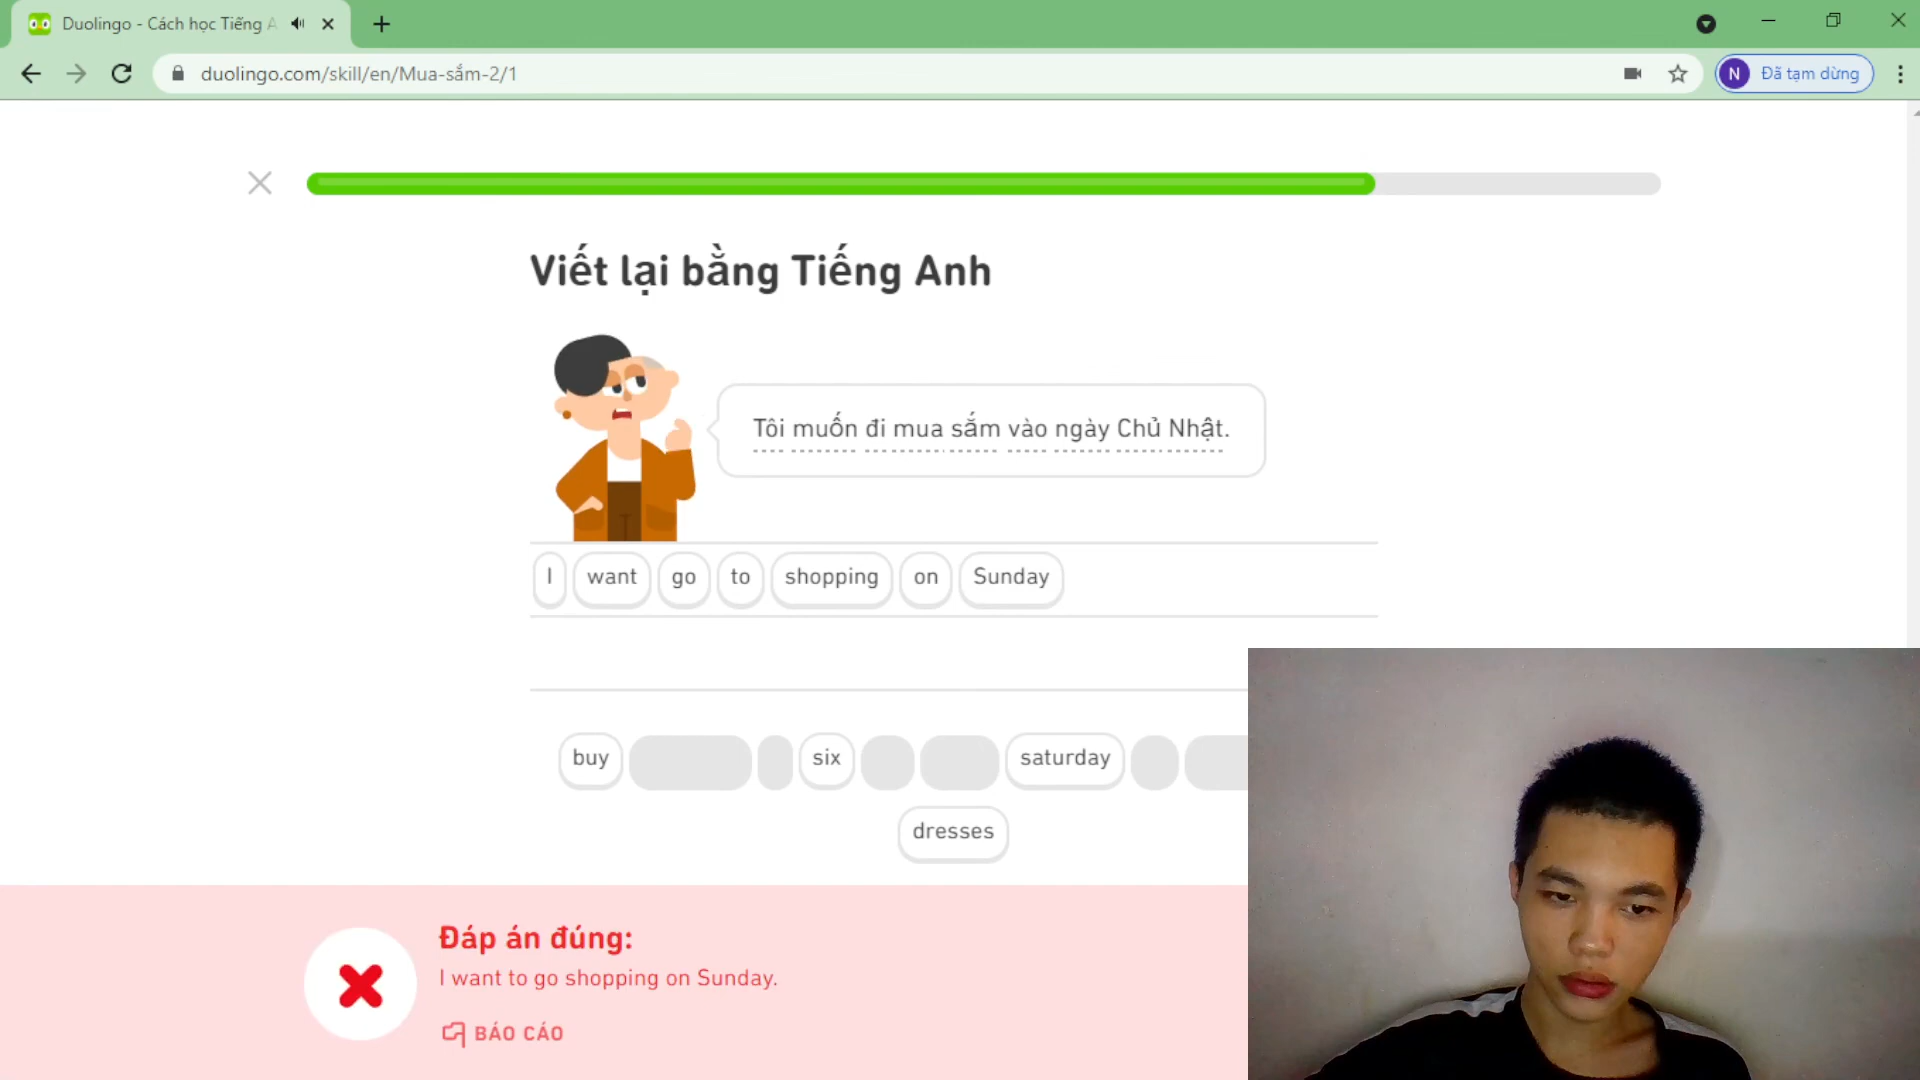 Duolingo - Cách học Tiếng A
duolingo.com/skill/en/Mua-sắm-2/1
N Đã tạm dừng
Viết lại bằng Tiếng Anh
Tôi muốn đi mua sắm vào ngày Chủ Nhật.
I want go to shopping on Sunday
buy six saturday
dresses
Đáp án đúng:
I want to go shopping on Sunday.
BÁO CÁO